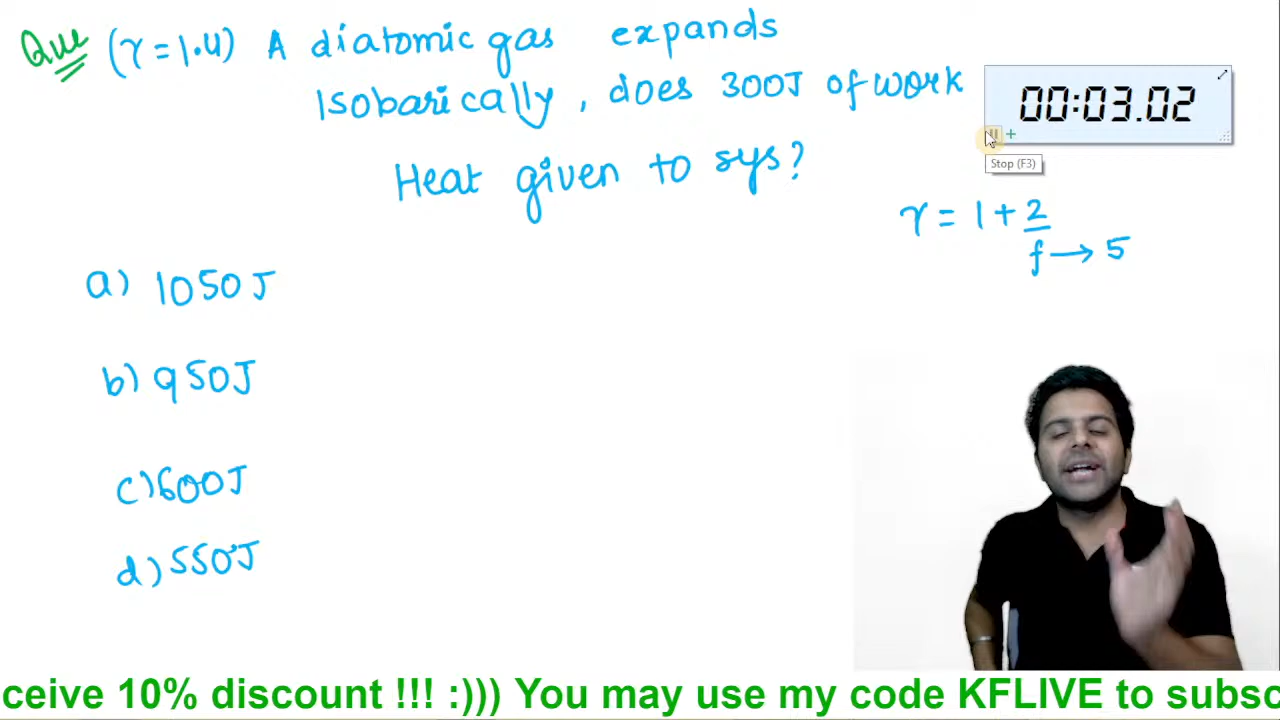 Que (γ = 1.4) A diatomic gas expands
Isobarically, does 300J of work
00:03.02
Stop (F3)
Heat given to sys?
γ = 1 + 2
f → 5
a) 1050J
b) 950J
c) 600J
d) 550J
ceive 10% discount !!! :))) You may use my code KFLIVE to subsc